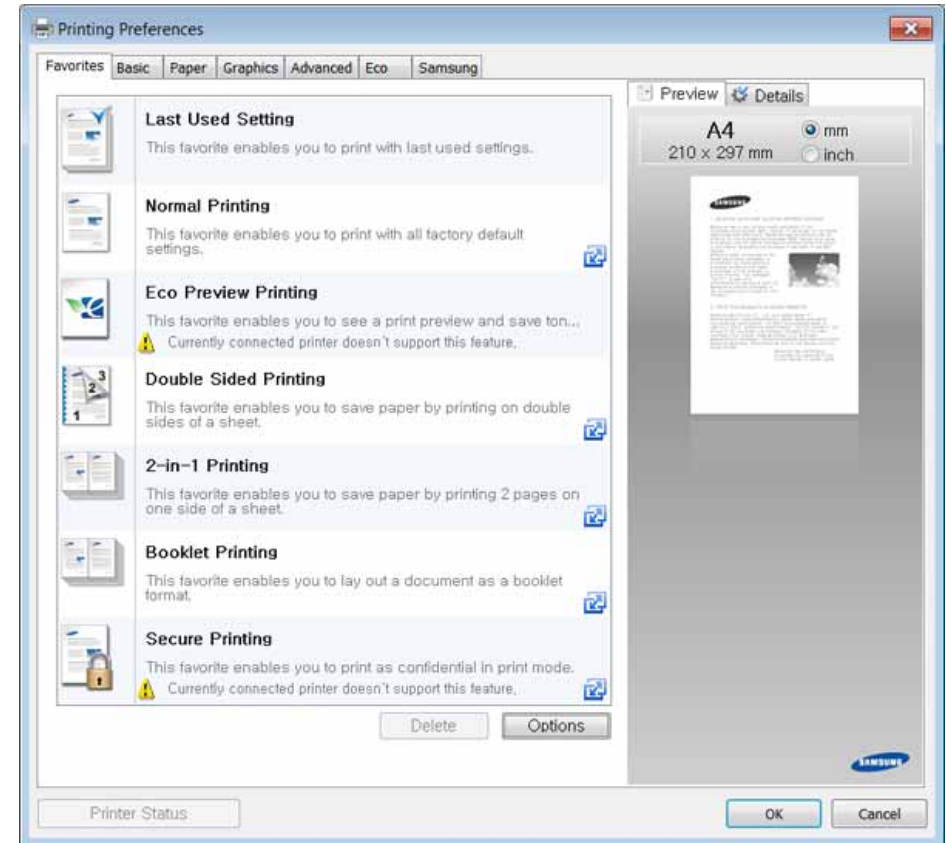 Printing Preferences
Favorites Basic Paper Graphics Advanced Eco Samsung
Last Used Setting
This favorite enables you to print with last used settings.
Normal Printing
This favorite enables you to print with all factory default
settings.
Eco Preview Printing
This favorite enables you to see a print preview and save ton...
Currently connected printer doesn't support this feature.
3
2
1
Double Sided Printing
This favorite enables you to save paper by printing on double
sides of a sheet.
2-in-1 Printing
This favorite enables you to save paper by printing 2 pages on
one side of a sheet.
Booklet Printing
This favorite enables you to lay out a document as a booklet
format.
Secure Printing
This favorite enables you to print as confidential in print mode.
Currently connected printer doesn't support this feature.
Delete Options
Preview Details
A4 mm
210 x 297 mm inch
SAMSUNG
SAMSUNG
Printer Status OK Cancel